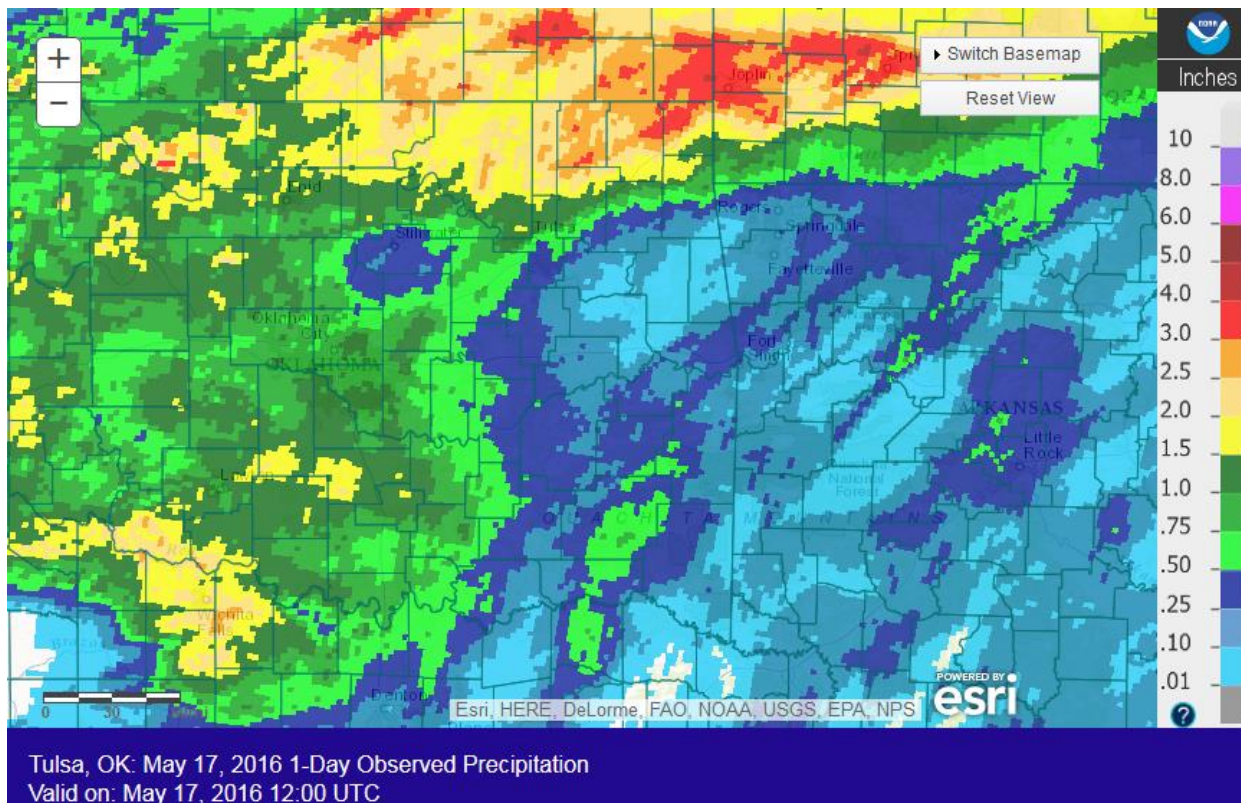 +
−
Switch Basemap
Reset View
NOAA
Inches
10
8.0
6.0
5.0
4.0
3.0
2.5
2.0
1.5
1.0
.75
.50
.25
.10
.01
?
Joplin
Enid
Tulsa
Rogers
Springdale
Fayetteville
Oklahoma
City
OKLAHOMA
Fort
Smith
ARKANSAS
Little
Rock
National
Forest
OUACHITA MOUNTAINS
Lawton
Wichita
Falls
Denton
0
Esri, HERE, DeLorme, FAO, NOAA, USGS, EPA, NPS
POWERED BY
esri
Tulsa, OK: May 17, 2016 1-Day Observed Precipitation
Valid on: May 17, 2016 12:00 UTC